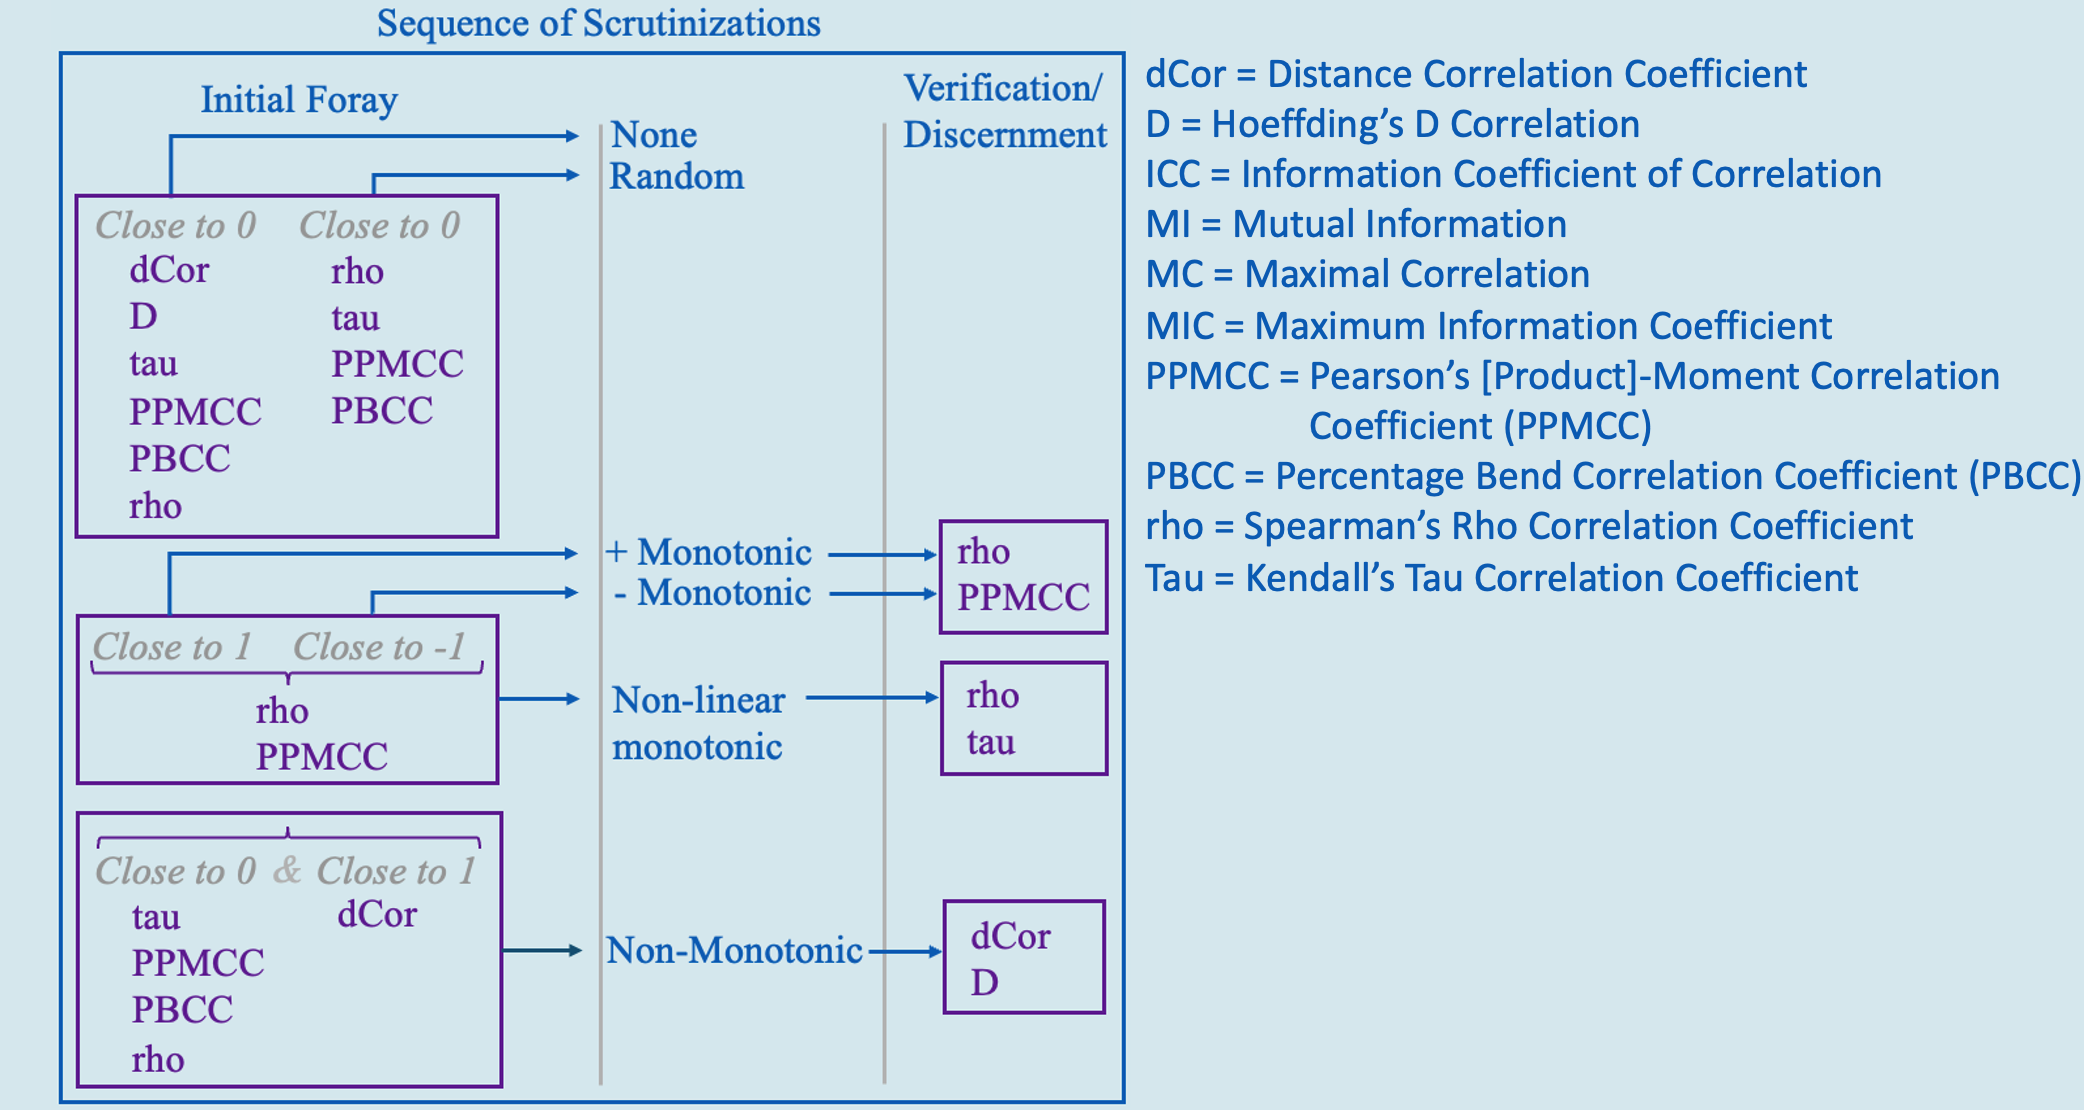 Sequence of Scrutinizations
Initial Foray
Verification/
Discernment
None
Random
Close to 0 Close to 0
dCor rho
D tau
tau PPMCC
PPMCC PBCC
PBCC
rho
+ Monotonic
- Monotonic
rho
PPMCC
Close to 1 Close to -1
rho
PPMCC
Non-linear
monotonic
rho
tau
Close to 0 & Close to 1
tau dCor
PPMCC
PBCC
rho
Non-Monotonic
dCor
D
dCor = Distance Correlation Coefficient
D = Hoeffding’s D Correlation
ICC = Information Coefficient of Correlation
MI = Mutual Information
MC = Maximal Correlation
MIC = Maximum Information Coefficient
PPMCC = Pearson’s [Product]-Moment Correlation
Coefficient (PPMCC)
PBCC = Percentage Bend Correlation Coefficient (PBCC)
rho = Spearman’s Rho Correlation Coefficient
Tau = Kendall’s Tau Correlation Coefficient